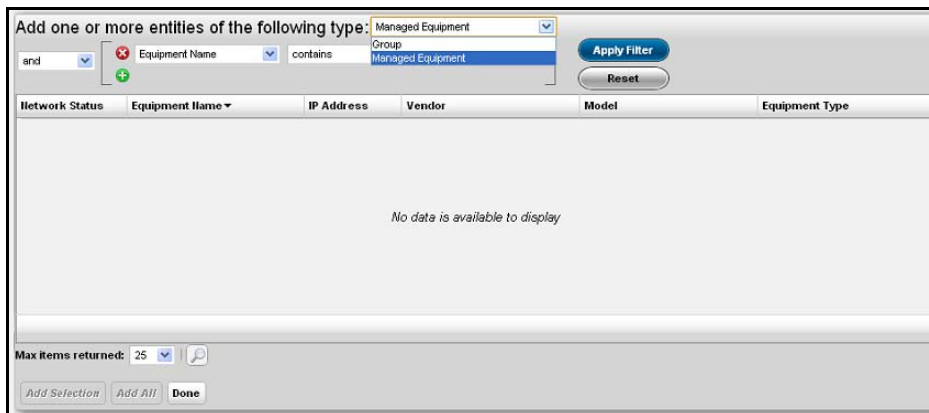 Add one or more entities of the following type: Managed Equipment
Group
Managed Equipment
and
Equipment Name
contains
Apply Filter
Reset
Network Status Equipment Name IP Address Vendor Model Equipment Type
No data is available to display
Max items returned: 25
Add Selection Add All Done